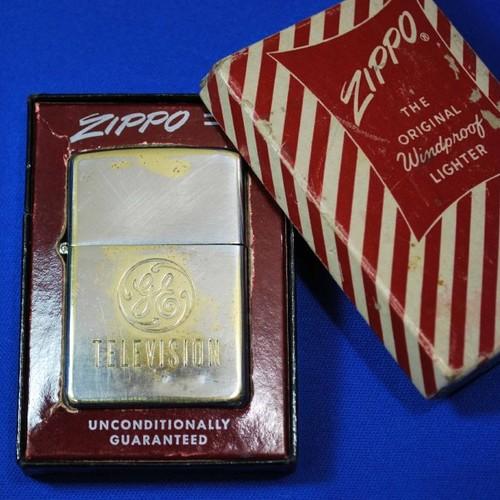 ZIPPO
GE
TELEVISION
UNCONDITIONALLY
GUARANTEED
ZIPPO®
THE
ORIGINAL
Windproof
LIGHTER